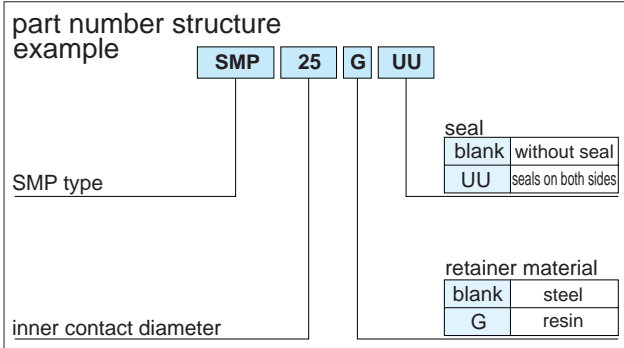 part number structure
example
SMP 25 G UU
seal
blank without seal
UU seals on both sides
SMP type
retainer material
blank steel
G resin
inner contact diameter